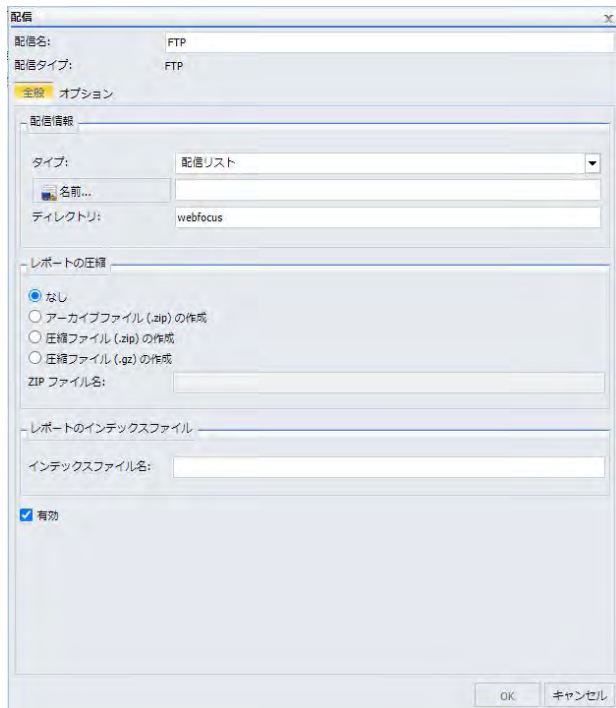 配信
配信名: FTP
配信タイプ: FTP
全般 オプション
配信情報
タイプ: 配信リスト
名前...
ディレクトリ: webfocus
レポートの圧縮
なし
アーカイブファイル (.zip) の作成
圧縮ファイル (.zip) の作成
圧縮ファイル (.gz) の作成
ZIP ファイル名:
レポートのインデックスファイル
インデックスファイル名:
有効
OK キャンセル